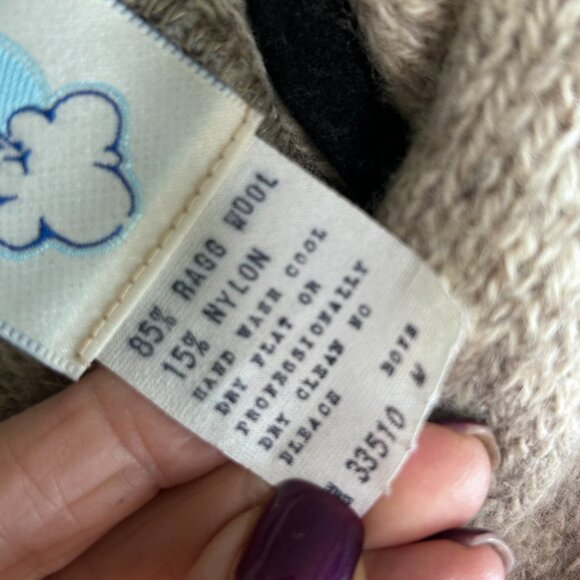 85% RAGG WOOL
15% NYLON
HAND WASH COOL
DRY FLAT OR
PROFESSIONALLY
DRY CLEAN NO
BLEACH BOYS
33510 M